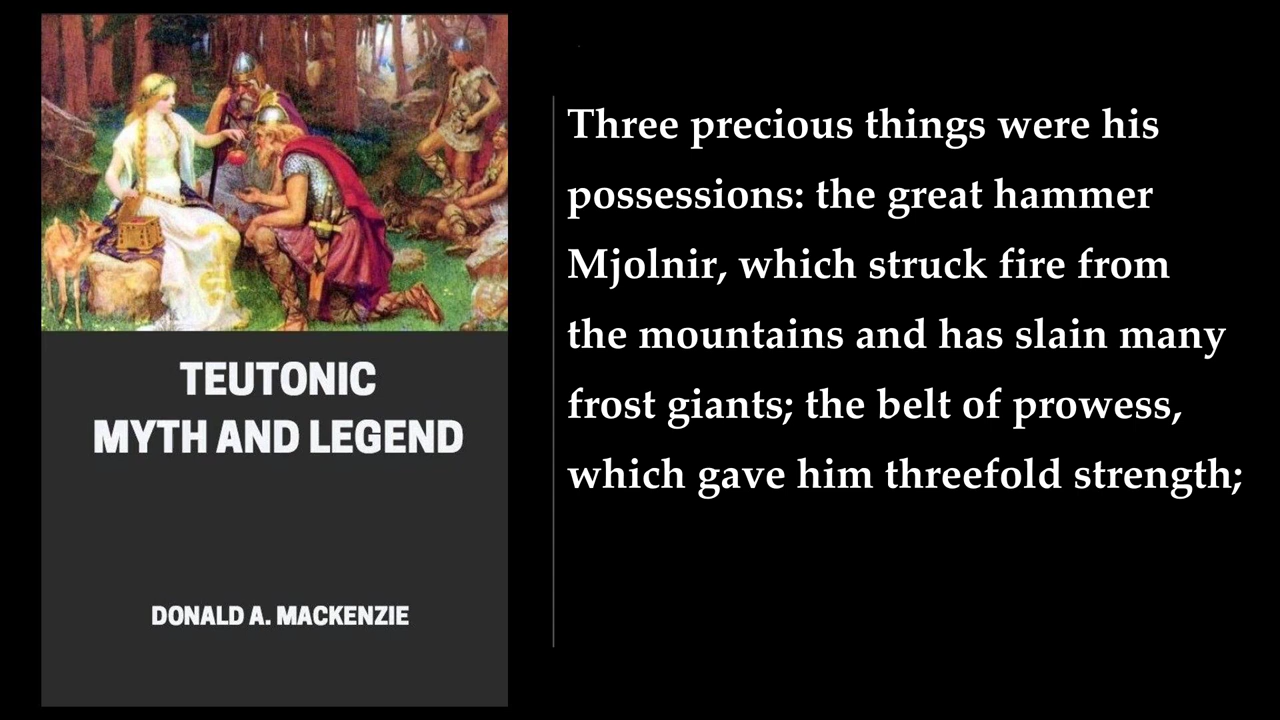 TEUTONIC
MYTH AND LEGEND
DONALD A. MACKENZIE
Three precious things were his
possessions: the great hammer
Mjolnir, which struck fire from
the mountains and has slain many
frost giants; the belt of prowess,
which gave him threefold strength;